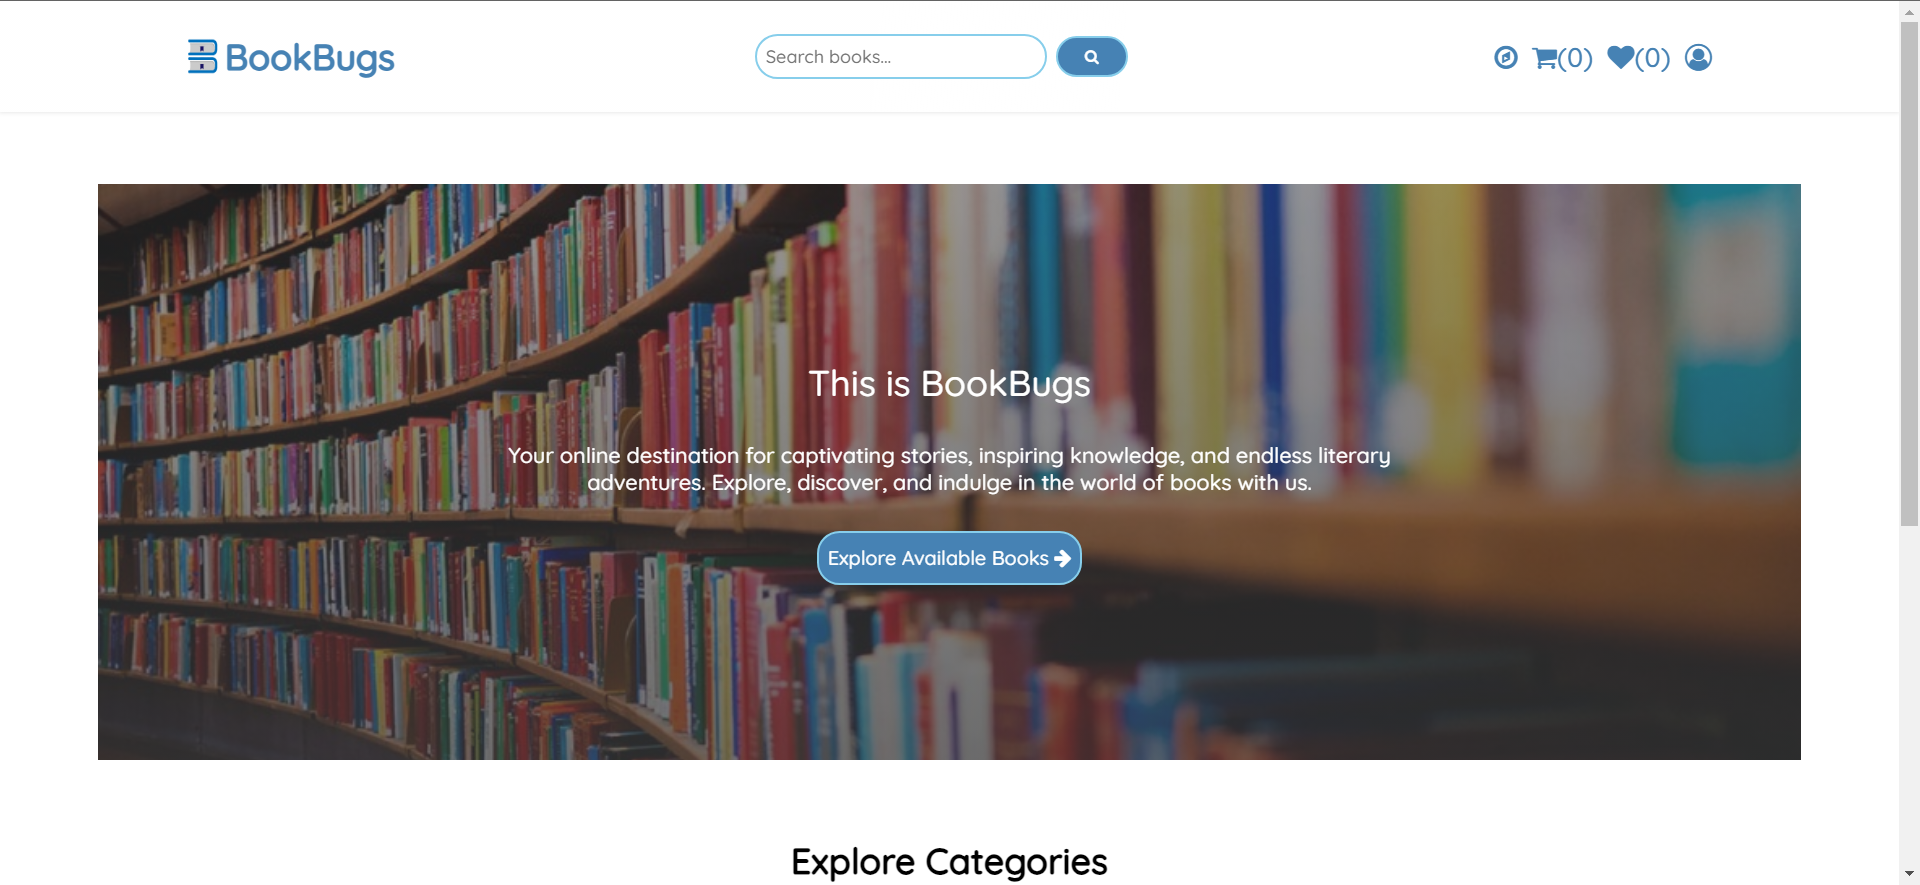 BookBugs
Search books...
(0)
(0)
This is BookBugs
Your online destination for captivating stories, inspiring knowledge, and endless literary
adventures. Explore, discover, and indulge in the world of books with us.
Explore Available Books
Explore Categories